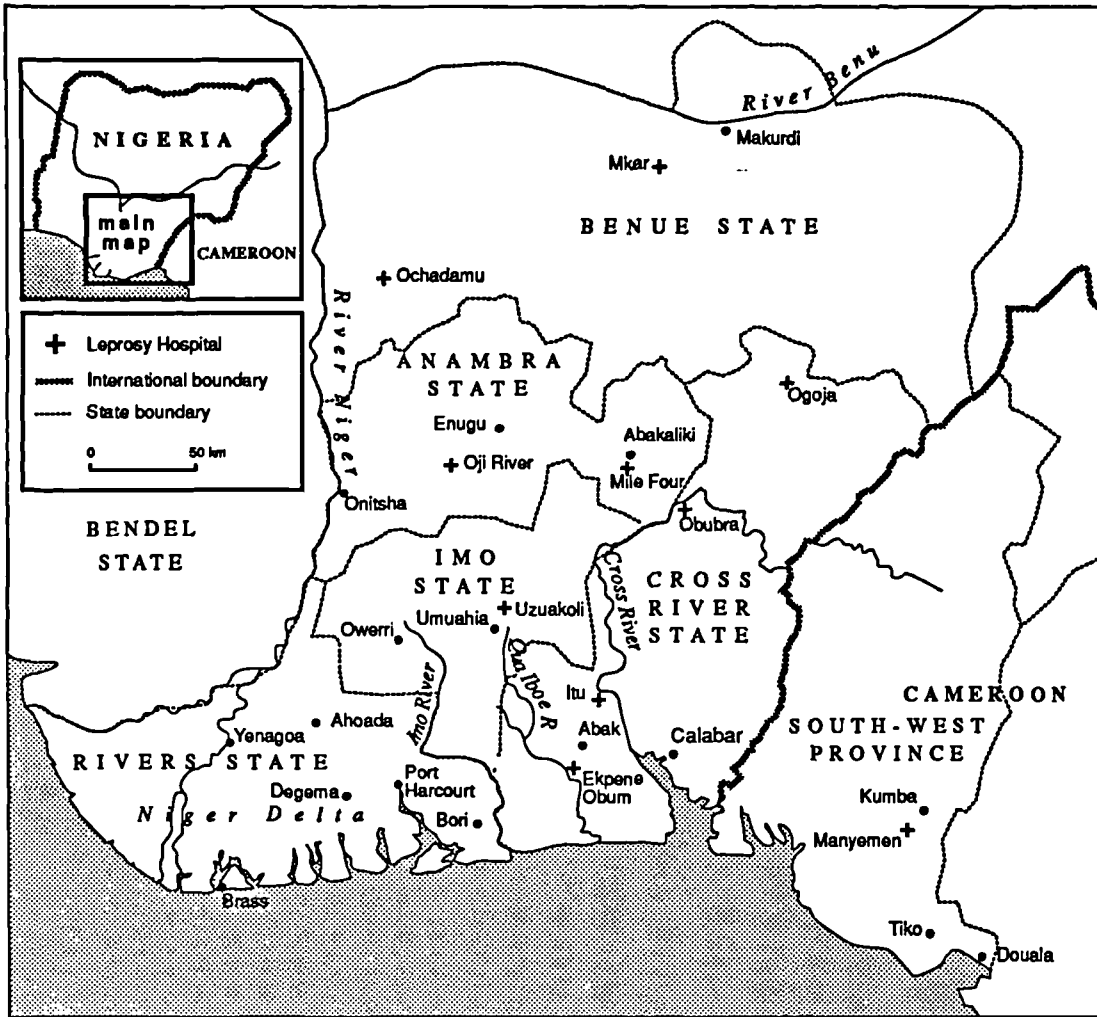 NIGERIA
main
map
CAMEROON
Leprosy Hospital
International boundary
State boundary
0 50 km
River Benu
Makurdi
Mkar
BENUE STATE
Ochadamu
River Niger
ANAMBRA
STATE
Enugu
Oji River
Onitsha
Abakaliki
Mile Four
Ogoja
Obubra
BENDEL
STATE
IMO
STATE
Uzuakoli
Umuahia
Owerri
Cross River
CROSS
RIVER
STATE
Imo River
Qua Iboe R
Itu
Abak
Ekpene
Obum
Calabar
CAMEROON
SOUTH-WEST
PROVINCE
Ahoada
Yenagoa
RIVERS STATE
Niger Delta
Degema
Port
Harcourt
Bori
Brass
Kumba
Manyemen
Tiko
Douala